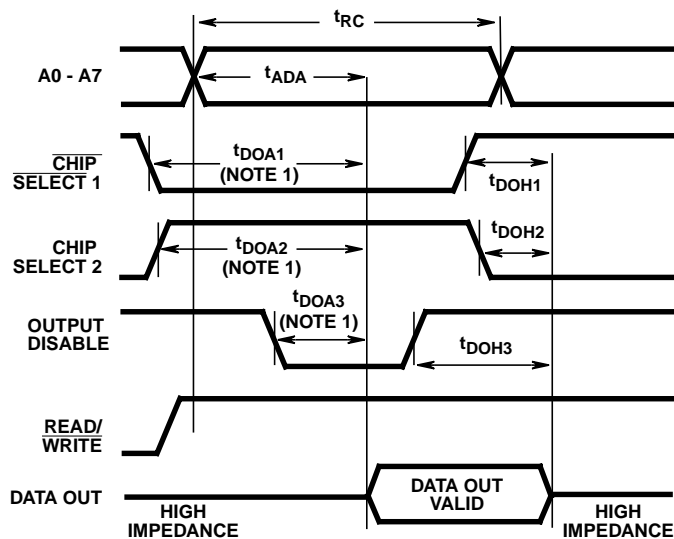 tRC
A0 - A7
tADA
CHIP
SELECT 1
tDOA1
(NOTE 1)
tDOH1
CHIP
SELECT 2
tDOA2
(NOTE 1)
tDOH2
OUTPUT
DISABLE
tDOA3
(NOTE 1)
tDOH3
READ/
WRITE
DATA OUT
HIGH
IMPEDANCE
DATA OUT
VALID
HIGH
IMPEDANCE